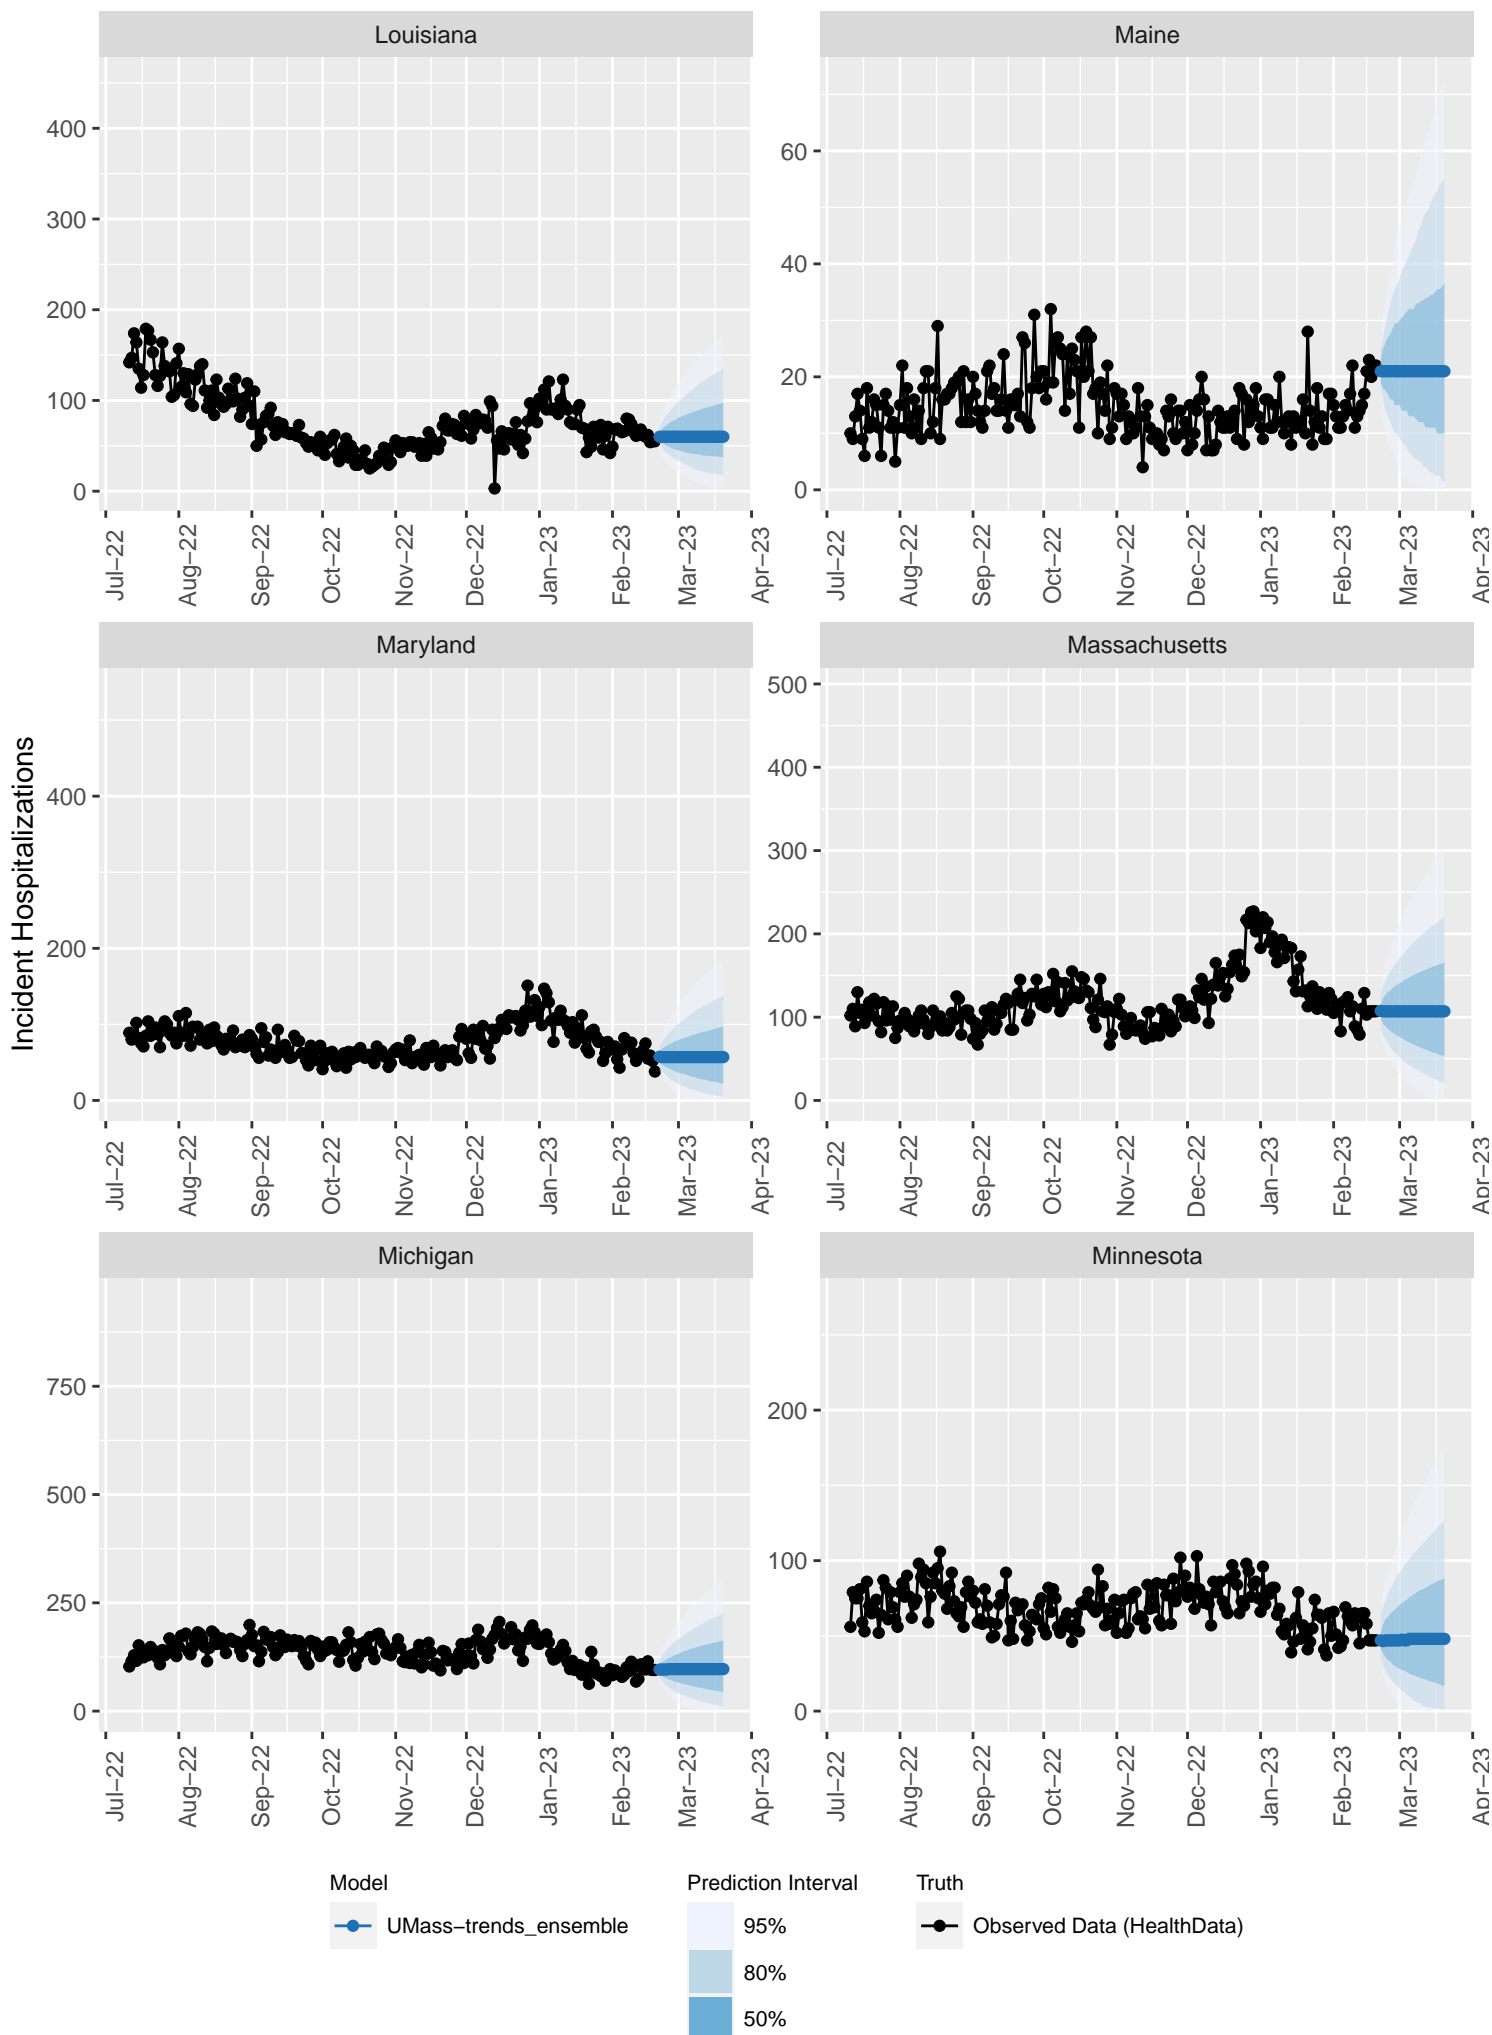 Louisiana
Maine
400
300
200
100
0
60
40
20
0
Jul−22
Aug−22
Sep−22
Oct−22
Nov−22
Dec−22
Jan−23
Feb−23
Mar−23
Apr−23
Jul−22
Aug−22
Sep−22
Oct−22
Nov−22
Dec−22
Jan−23
Feb−23
Mar−23
Apr−23
Maryland
Massachusetts
Incident Hospitalizations
400
200
0
500
400
300
200
100
0
Jul−22
Aug−22
Sep−22
Oct−22
Nov−22
Dec−22
Jan−23
Feb−23
Mar−23
Apr−23
Jul−22
Aug−22
Sep−22
Oct−22
Nov−22
Dec−22
Jan−23
Feb−23
Mar−23
Apr−23
Michigan
Minnesota
750
500
250
0
200
100
0
Jul−22
Aug−22
Sep−22
Oct−22
Nov−22
Dec−22
Jan−23
Feb−23
Mar−23
Apr−23
Jul−22
Aug−22
Sep−22
Oct−22
Nov−22
Dec−22
Jan−23
Feb−23
Mar−23
Apr−23
Model
UMass−trends_ensemble
Prediction Interval
95%
80%
50%
Truth
Observed Data (HealthData)